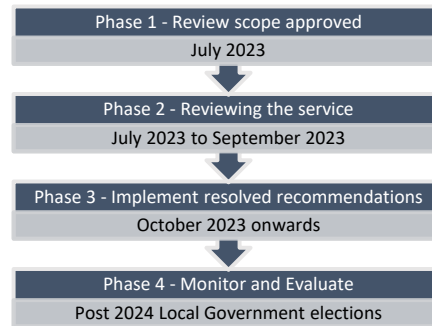 Phase 1 - Review scope approved
July 2023
Phase 2 - Reviewing the service
July 2023 to September 2023
Phase 3 - Implement resolved recommendations
October 2023 onwards
Phase 4 - Monitor and Evaluate
Post 2024 Local Government elections